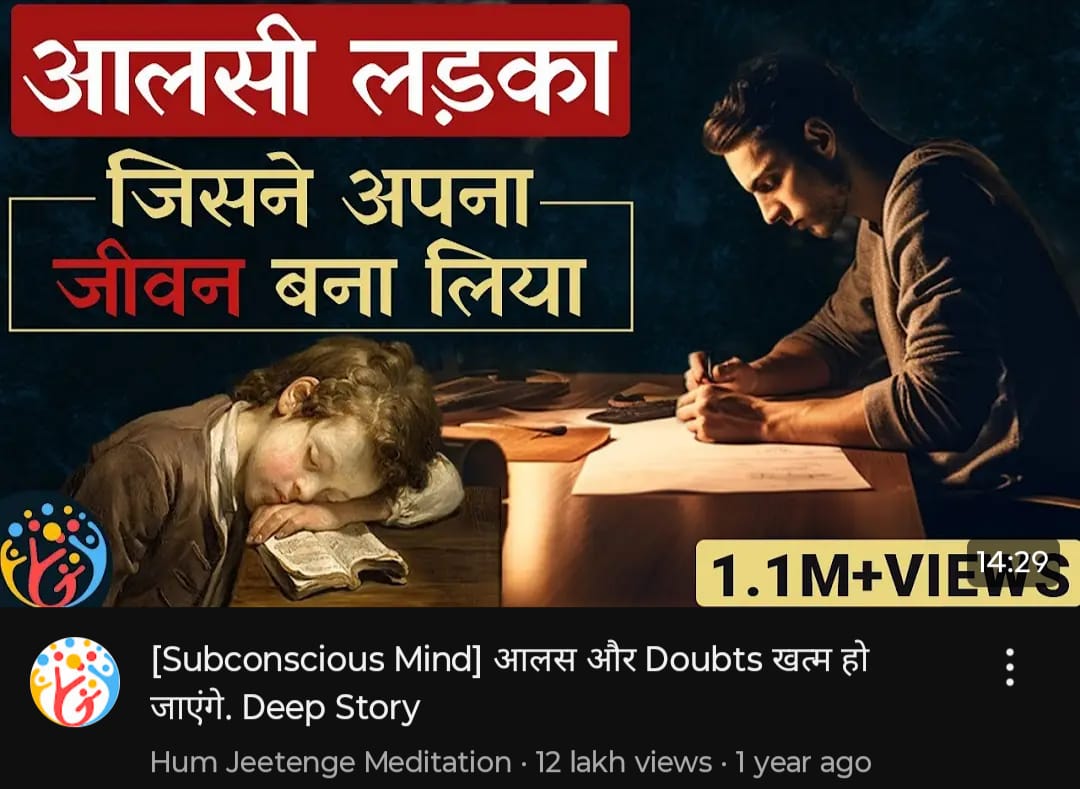 आलसी लड़का
जिसने अपना
जीवन बना लिया
1.1M+VIEWS
14:29
[Subconscious Mind] आलस और Doubts खत्म हो
जाएंगे. Deep Story
Hum Jeetenge Meditation · 12 lakh views · 1 year ago